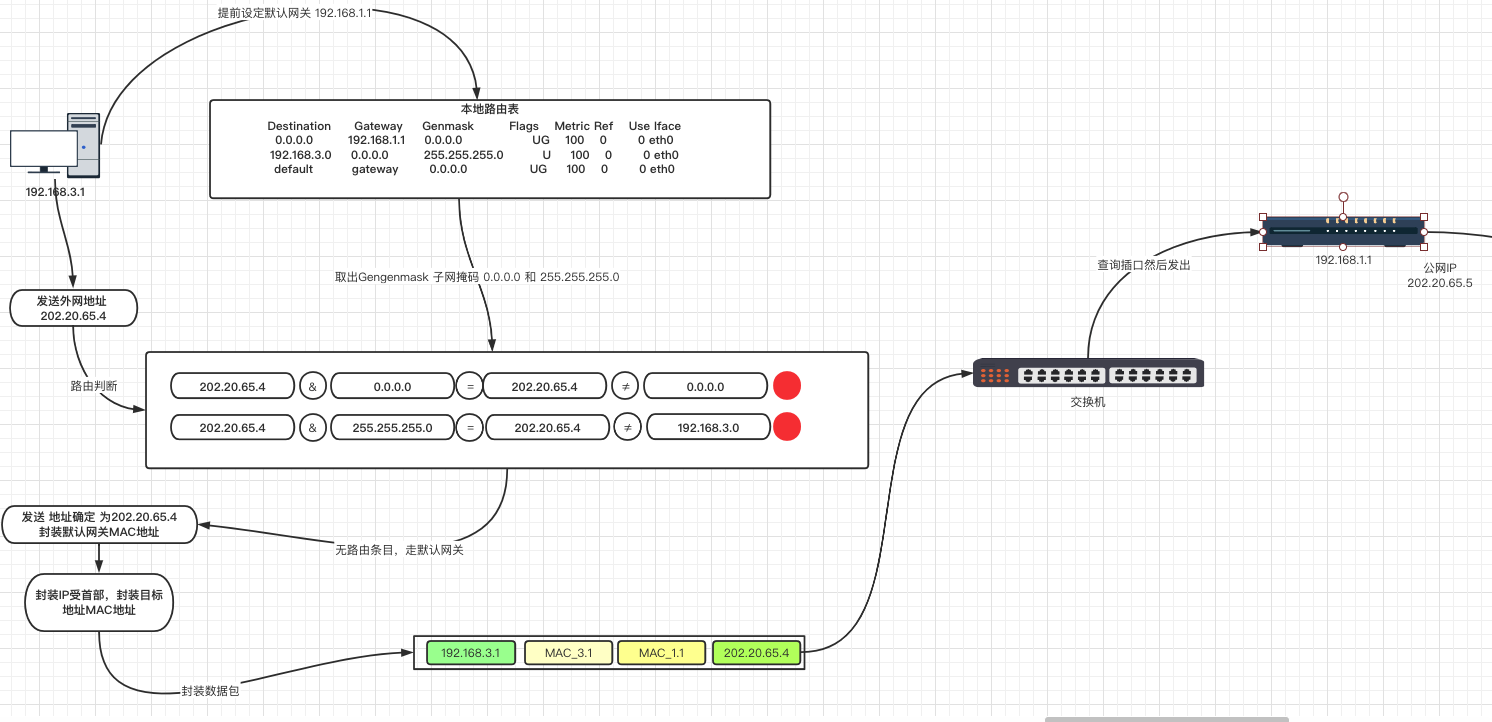 提前设定默认网关 192.168.1.1
本地路由表
Destination Gateway Genmask Flags Metric Ref Use Iface
0.0.0.0 192.168.1.1 0.0.0.0 UG 100 0 0 eth0
192.168.3.0 0.0.0.0 255.255.255.0 U 100 0 0 eth0
default gateway 0.0.0.0 UG 100 0 0 eth0
192.168.3.1
发送外网地址
202.20.65.4
取出Gengenmask 子网掩码 0.0.0.0 和 255.255.255.0
路由判断
202.20.65.4 & 0.0.0.0 = 202.20.65.4 ≠ 0.0.0.0
202.20.65.4 & 255.255.255.0 = 202.20.65.4 ≠ 192.168.3.0
无路由条目，走默认网关
发送 地址确定 为202.20.65.4
封装默认网关MAC地址
封装IP受首部，封装目标
地址MAC地址
封装数据包
192.168.3.1 MAC_3.1 MAC_1.1 202.20.65.4
交换机
查询插口然后发出
192.168.1.1
公网IP
202.20.65.5